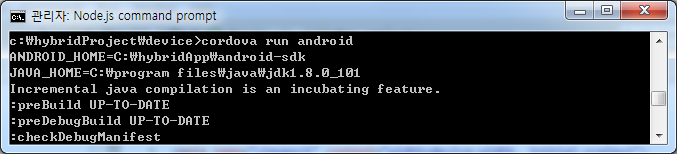 관리자: Node.js command prompt
c:₩hybridProject₩device>cordova run android
ANDROID_HOME=C:₩hybridApp₩android-sdk
JAVA_HOME=C:₩program files₩java₩jdk1.8.0_101
Incremental java compilation is an incubating feature.
:preBuild UP-TO-DATE
:preDebugBuild UP-TO-DATE
:checkDebugManifest